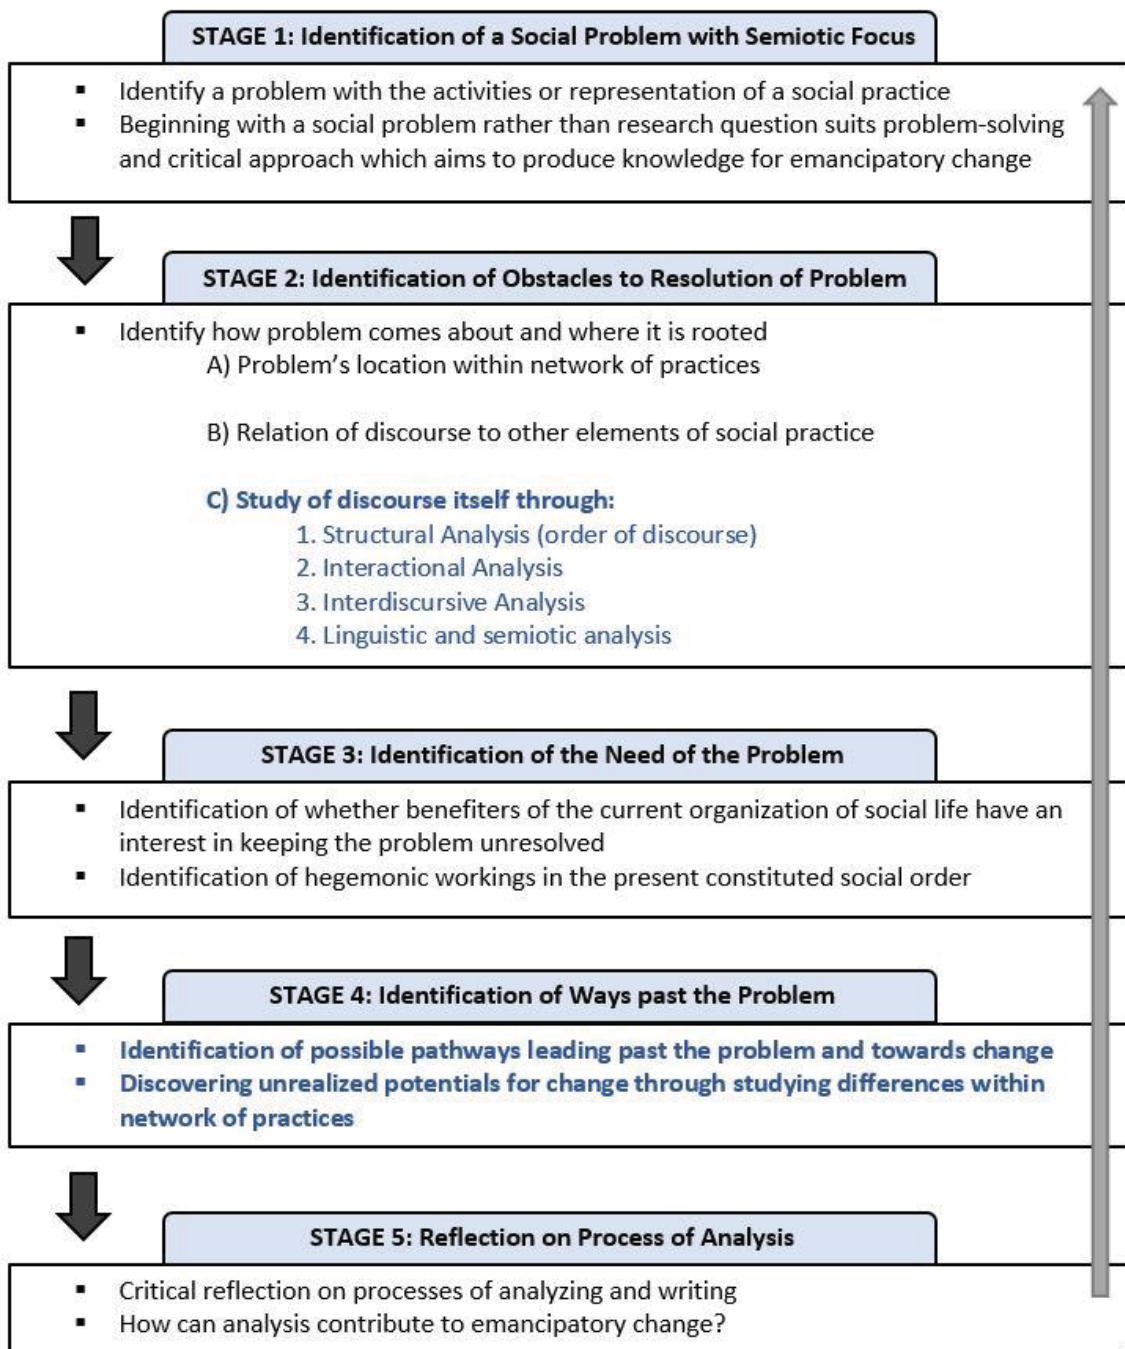 STAGE 1: Identification of a Social Problem with Semiotic Focus
▪ Identify a problem with the activities or representation of a social practice
▪ Beginning with a social problem rather than research question suits problem-solving
and critical approach which aims to produce knowledge for emancipatory change
STAGE 2: Identification of Obstacles to Resolution of Problem
▪ Identify how problem comes about and where it is rooted
A) Problem's location within network of practices
B) Relation of discourse to other elements of social practice
C) Study of discourse itself through:
1. Structural Analysis (order of discourse)
2. Interactional Analysis
3. Interdiscursive Analysis
4. Linguistic and semiotic analysis
STAGE 3: Identification of the Need of the Problem
▪ Identification of whether benefiters of the current organization of social life have an
interest in keeping the problem unresolved
▪ Identification of hegemonic workings in the present constituted social order
STAGE 4: Identification of Ways past the Problem
▪ Identification of possible pathways leading past the problem and towards change
▪ Discovering unrealized potentials for change through studying differences within
network of practices
STAGE 5: Reflection on Process of Analysis
▪ Critical reflection on processes of analyzing and writing
▪ How can analysis contribute to emancipatory change?